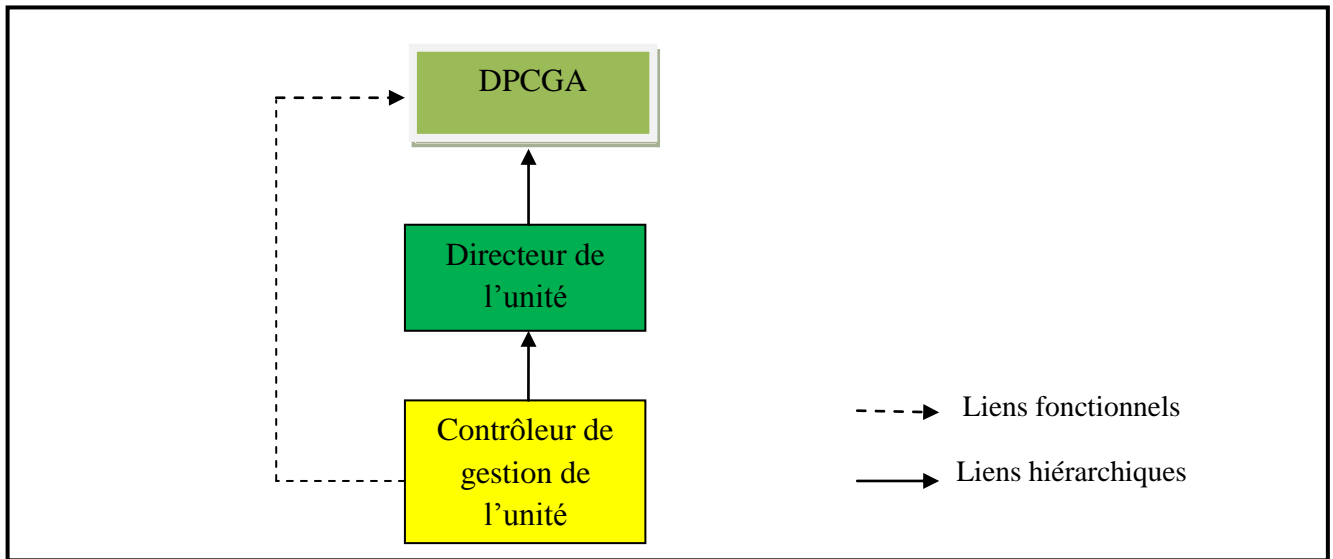 DPCGA
Directeur de
l’unité
Contrôleur de
gestion de
l’unité
Liens fonctionnels
Liens hiérarchiques